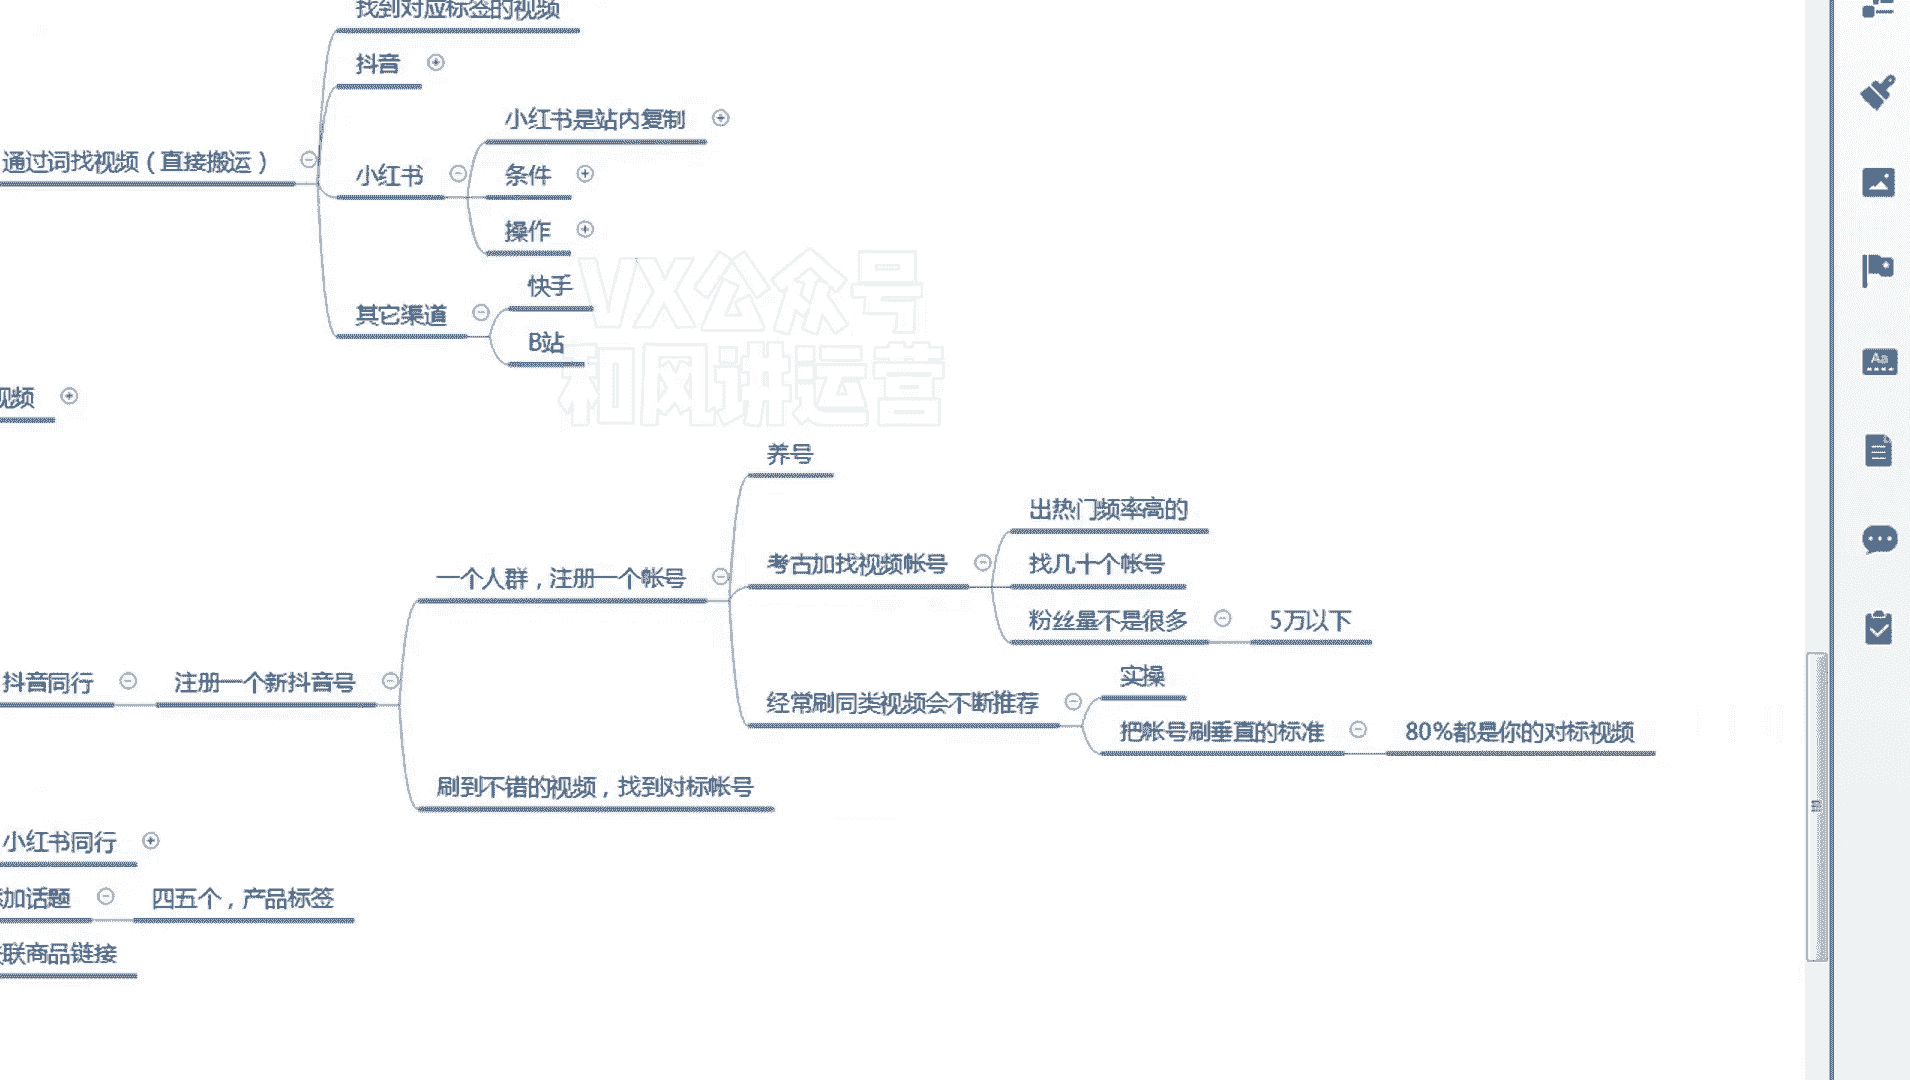 找到对应标签的视频
抖音
小红书是站内复制
通过词找视频（直接搬运）
小红书
条件
操作
快手
其它渠道
B站
VX公众号
和风讲运营
视频
养号
出热门频率高的
一个人群，注册一个帐号
考古加找视频帐号
找几十个帐号
粉丝量不是很多
5万以下
抖音同行
注册一个新抖音号
实操
经常刷同类视频会不断推荐
把帐号刷垂直的标准
80%都是你的对标视频
刷到不错的视频，找到对标帐号
小红书同行
加话题
四五个，产品标签
联商品链接
Aa